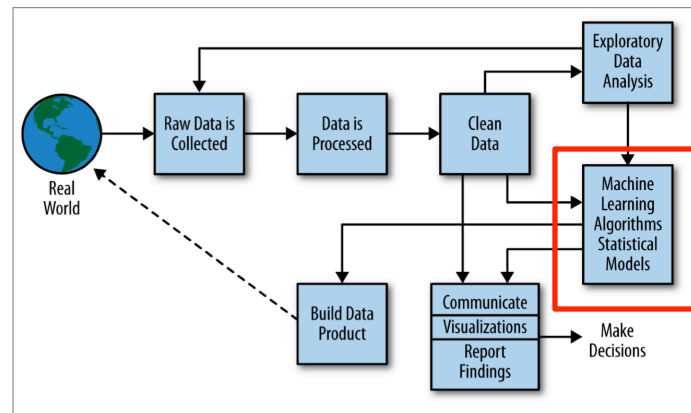 Exploratory
Data
Analysis
Raw Data is
Collected
Data is
Processed
Clean
Data
Real
World
Machine
Learning
Algorithms
Statistical
Models
Build Data
Product
Communicate
Visualizations
Report
Findings
Make
Decisions